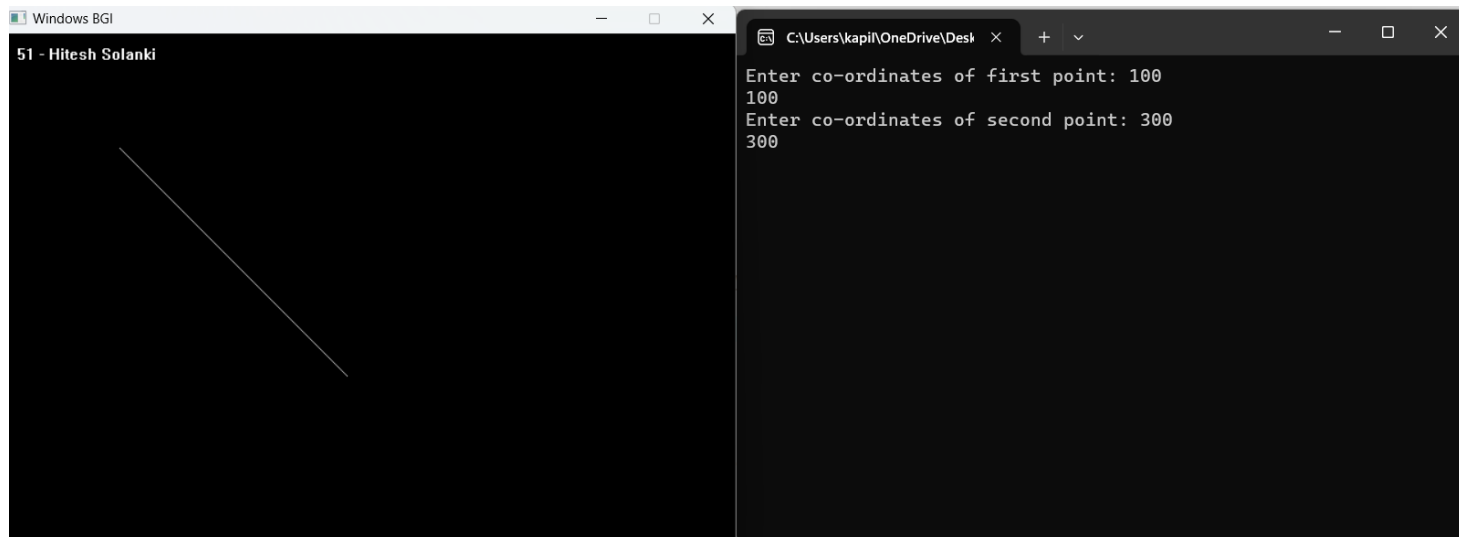 Windows BGI
51 - Hitesh Solanki
C:\Users\kapil\OneDrive\Desk
Enter co-ordinates of first point: 100
100
Enter co-ordinates of second point: 300
300